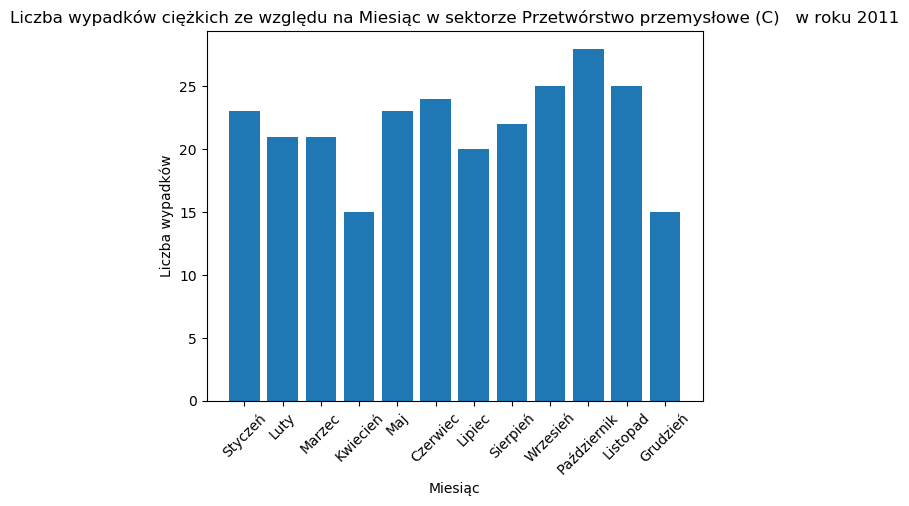 Liczba wypadków ciężkich ze względu na Miesiąc w sektorze Przetwórstwo przemysłowe (C)   w roku 2011
Liczba wypadków
25
20
15
10
5
0
Styczeń
Luty
Marzec
Kwiecień
Maj
Czerwiec
Lipiec
Sierpień
Wrzesień
Październik
Listopad
Grudzień
Miesiąc